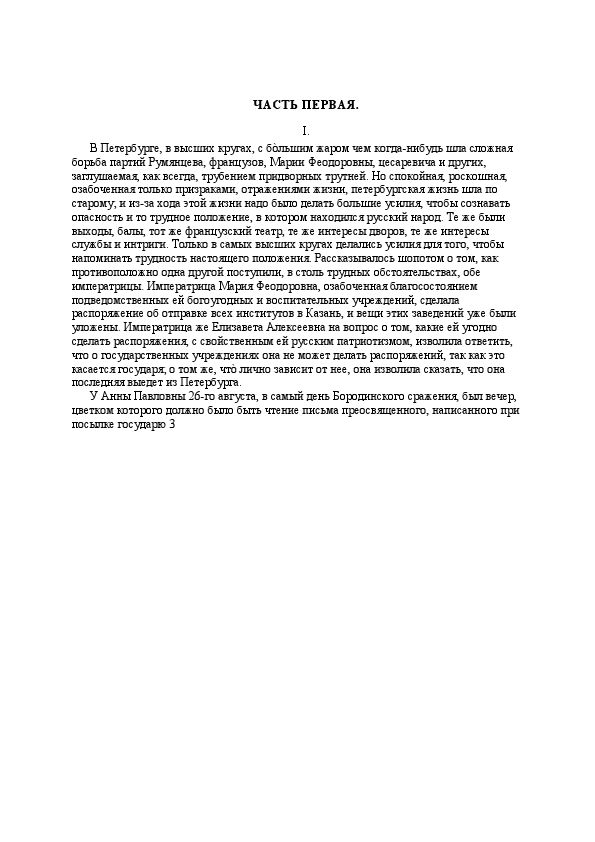 ЧАСТЬ ПЕРВАЯ.
I.
В Петербурге, в высших кругах, с бо̀льшим жаром чем когда-нибудь шла сложная
борьба партий Румянцева, французов, Марии Феодоровны, цесаревича и других,
заглушаемая, как всегда, трубением придворных трутней. Но спокойная, роскошная,
озабоченная только призраками, отражениями жизни, петербургская жизнь шла по
старому; и из-за хода этой жизни надо было делать большие усилия, чтобы сознавать
опасность и то трудное положение, в котором находился русский народ. Те же были
выходы, балы, тот же французский театр, те же интересы дворов, те же интересы
службы и интриги. Только в самых высших кругах делались усилия для того, чтобы
напоминать трудность настоящего положения. Рассказывалось шопотом о том, как
противоположно одна другой поступили, в столь трудных обстоятельствах, обе
императрицы. Императрица Мария Феодоровна, озабоченная благосостоянием
подведомственных ей богоугодных и воспитательных учреждений, сделала
распоряжение об отправке всех институтов в Казань, и вещи этих заведений уже были
уложены. Императрица же Елизавета Алексеевна на вопрос о том, какие ей угодно
сделать распоряжения, с свойственным ей русским патриотизмом, изволила ответить,
что о государственных учреждениях она не может делать распоряжений, так как это
касается государя; о том же, что̀ лично зависит от нее, она изволила сказать, что она
последняя выедет из Петербурга.
У Анны Павловны 26-го августа, в самый день Бородинского сражения, был вечер,
цветком которого должно было быть чтение письма преосвященного, написанного при
посылке государю 3